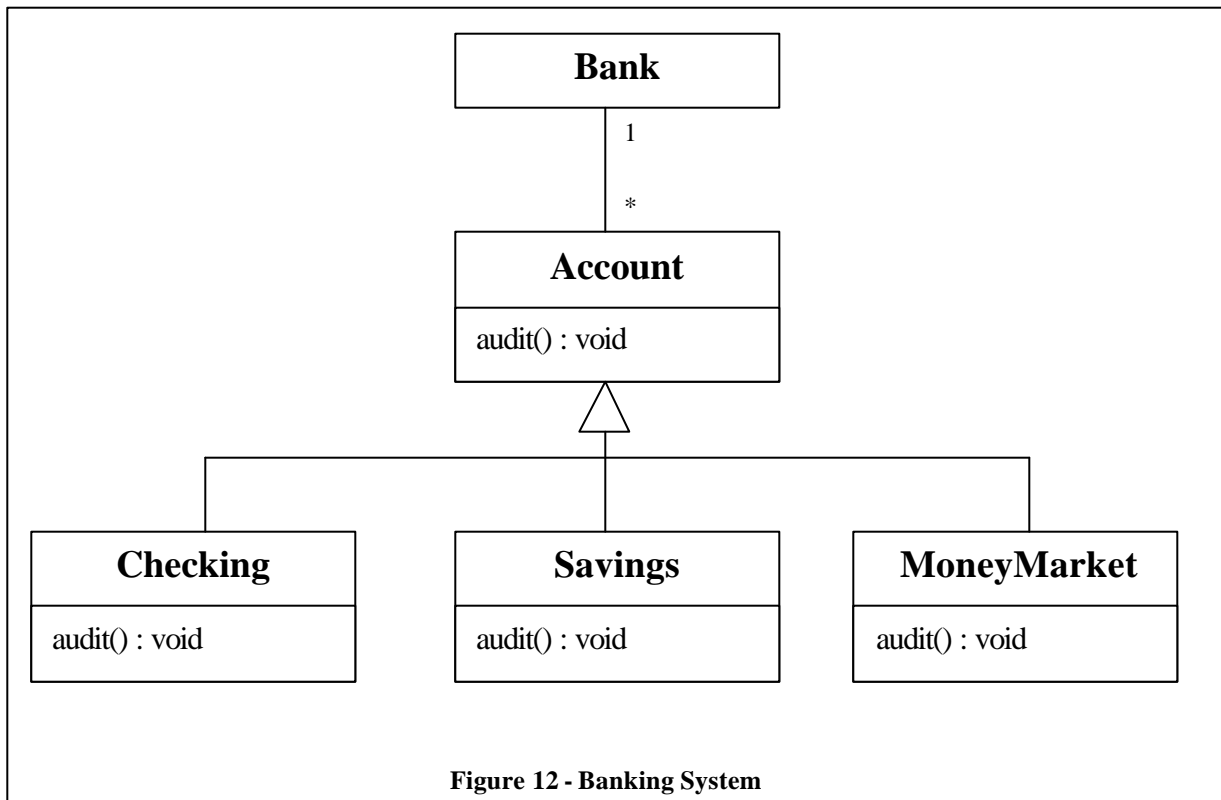 Bank
1
*
Account
audit() : void
Checking
Savings
MoneyMarket
audit() : void
audit() : void
audit() : void
Figure 12 - Banking System